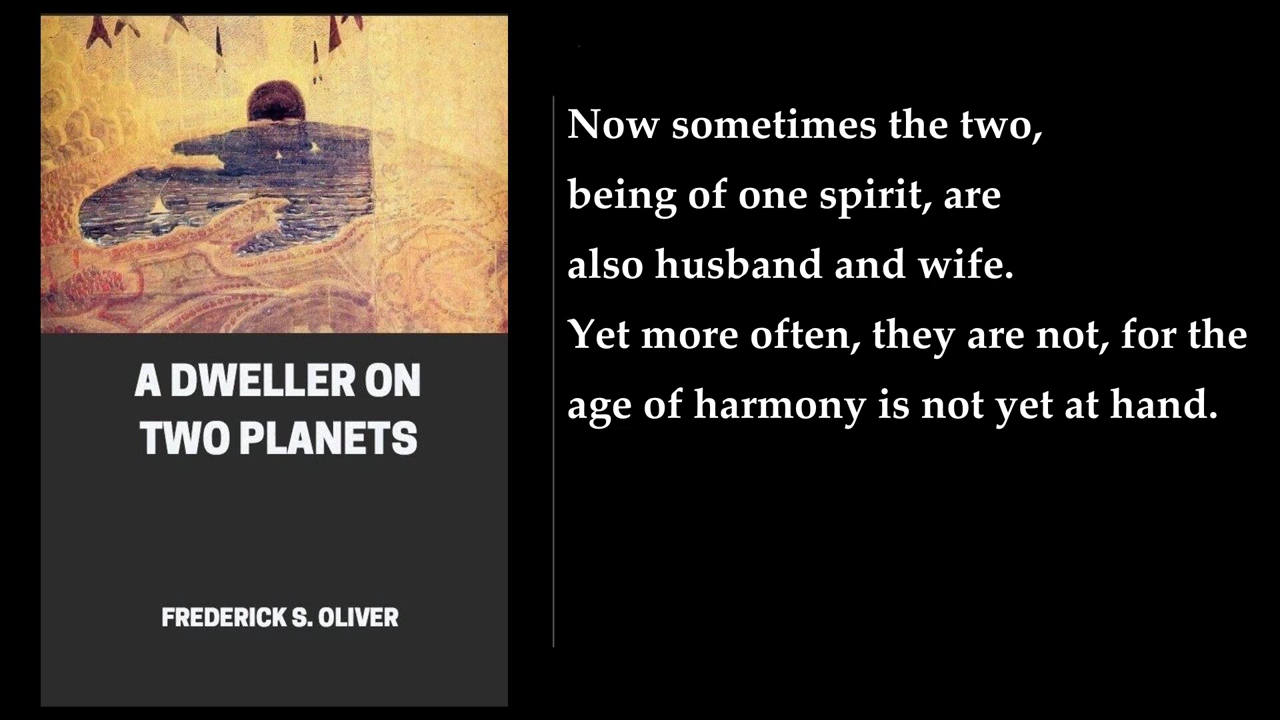 A DWELLER ON
TWO PLANETS
FREDERICK S. OLIVER
Now sometimes the two,
being of one spirit, are
also husband and wife.
Yet more often, they are not, for the
age of harmony is not yet at hand.